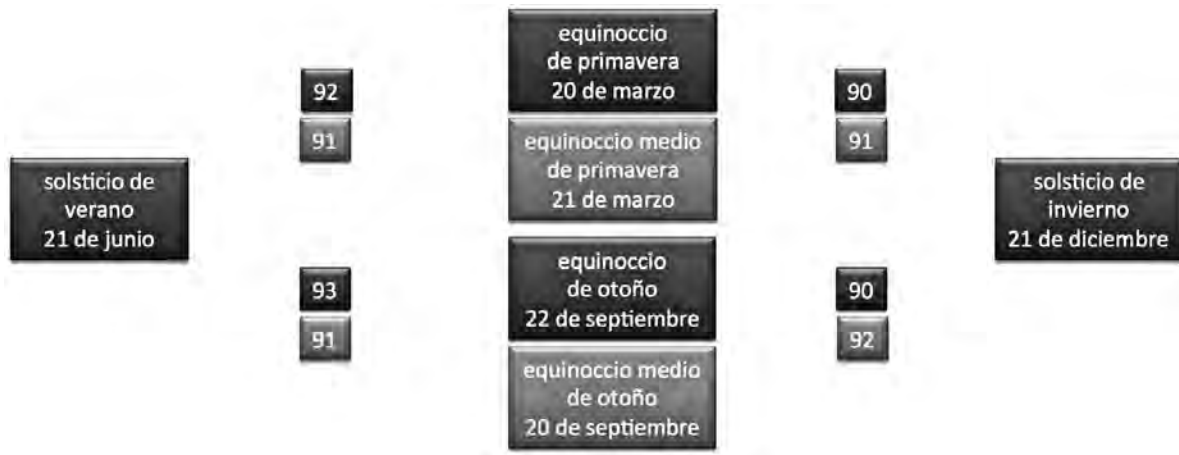 equinoccio
de primavera
20 de marzo
92
90
91
equinoccio medio
de primavera
21 de marzo
91
solsticio de
verano
21 de junio
solsticio de
invierno
21 de diciembre
equinoccio
de otoño
22 de septiembre
93
90
91
92
equinoccio medio
de otoño
20 de septiembre